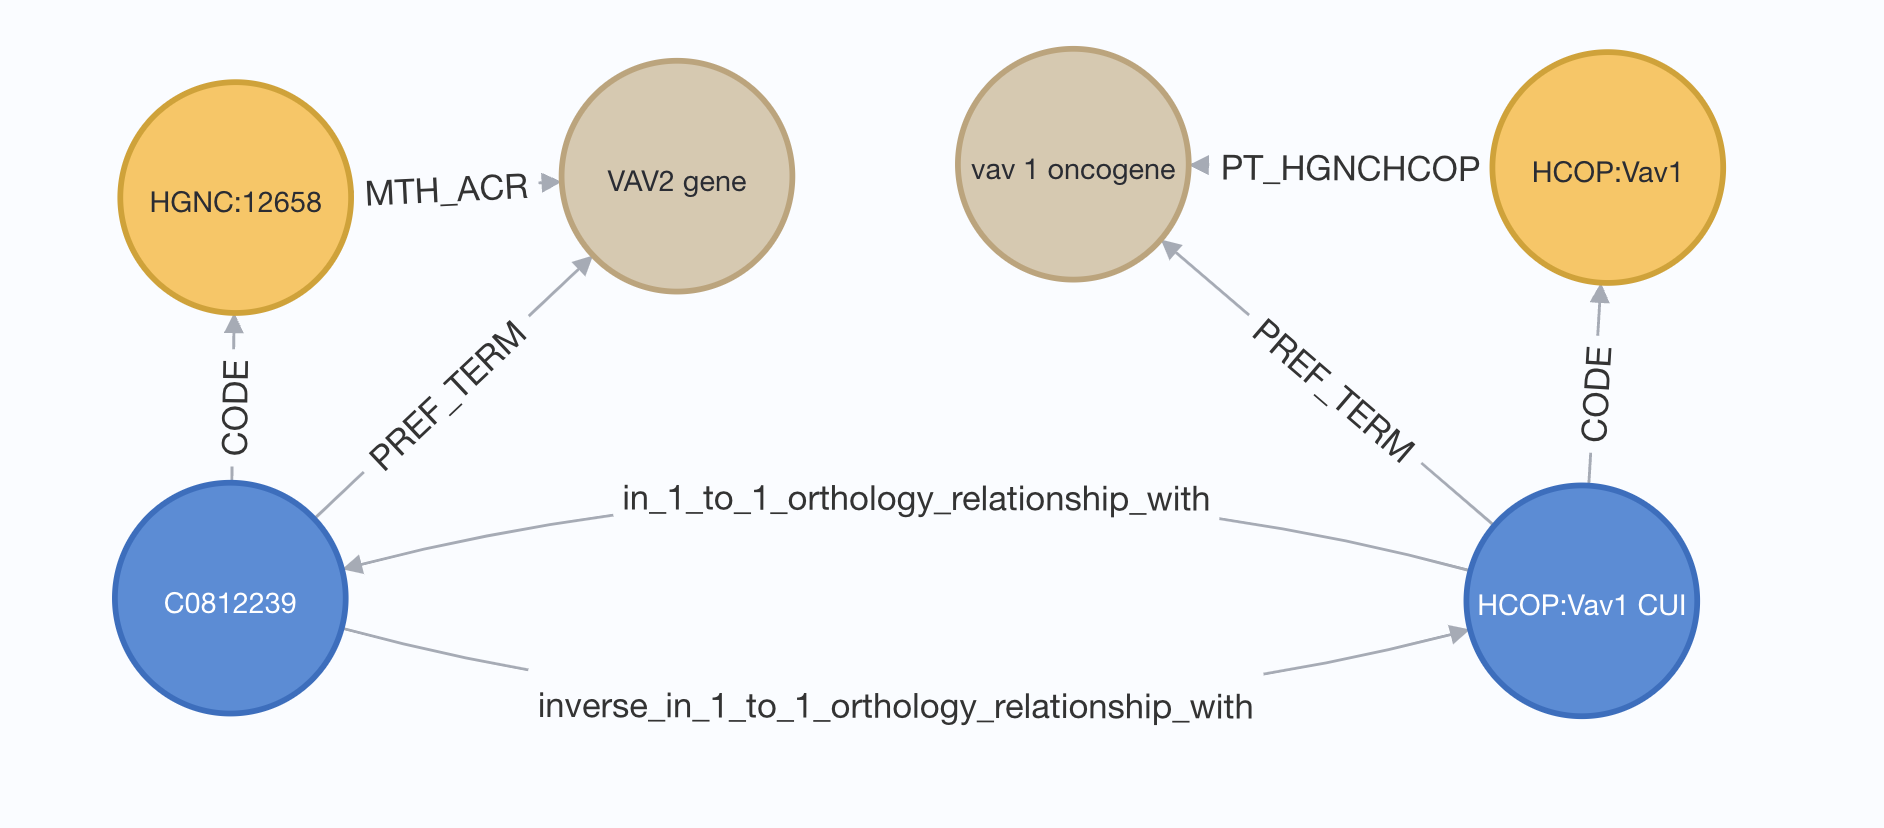 HGNC:12658
MTH_ACR
VAV2 gene
vav 1 oncogene
PT_HGNCHCOP
HCOP:Vav1
CODE
PREF_TERM
PREF_TERM
CODE
in_1_to_1_orthology_relationship_with
C0812239
HCOP:Vav1 CUI
inverse_in_1_to_1_orthology_relationship_with